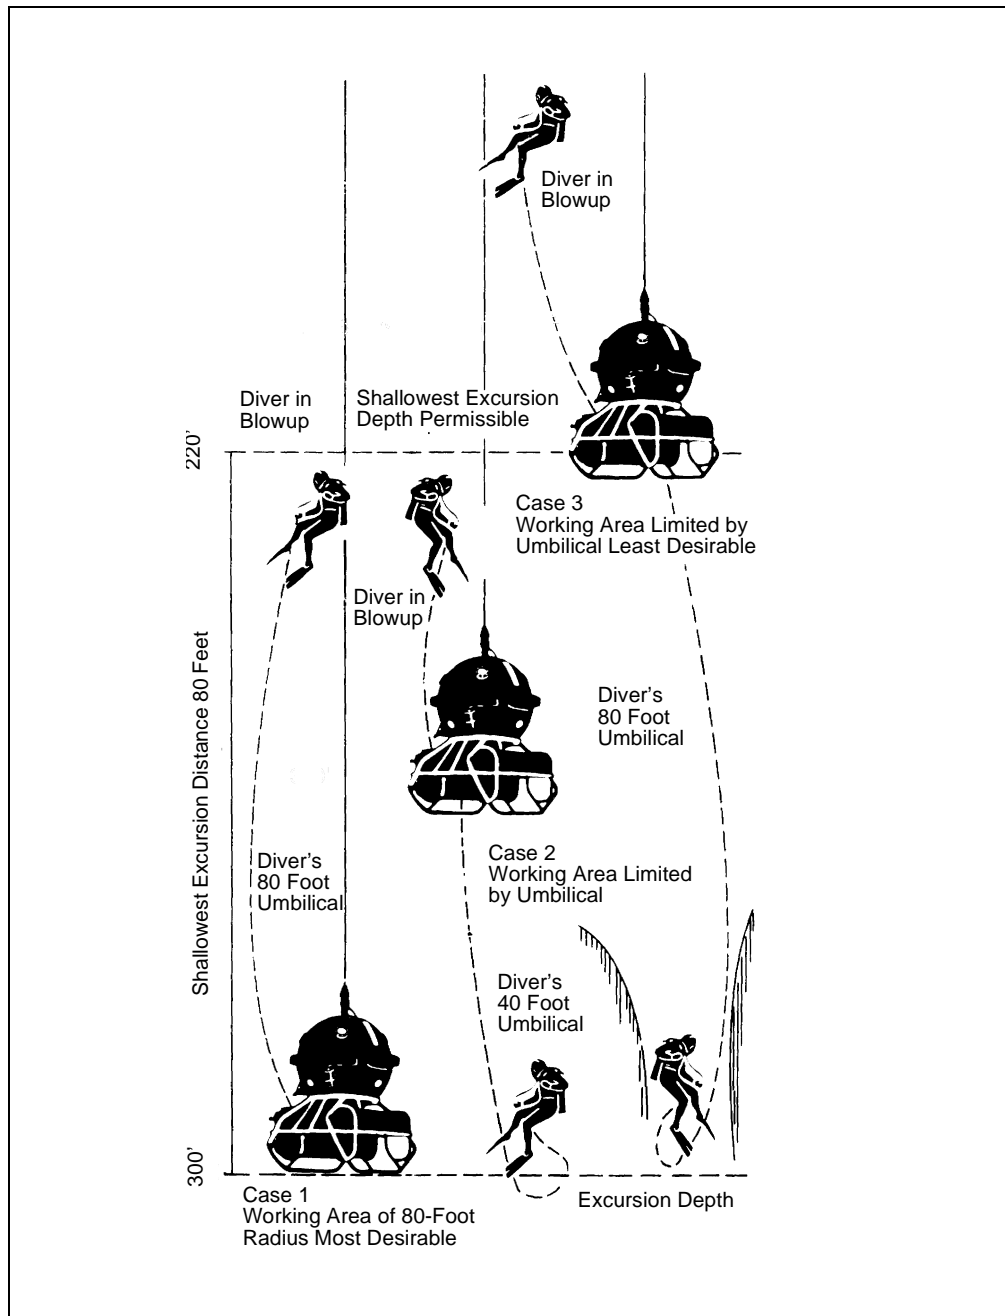 Diver in
Blowup
Diver in
Blowup
Shallowest Excursion
Depth Permissible
220'
Case 3
Working Area Limited by
Umbilical Least Desirable
Diver in
Blowup
Shallowest Excursion Distance 80 Feet
Diver's
80 Foot
Umbilical
Diver's
80 Foot
Umbilical
Case 2
Working Area Limited
by Umbilical
Diver's
40 Foot
Umbilical
300'
Excursion Depth
Case 1
Working Area of 80-Foot
Radius Most Desirable